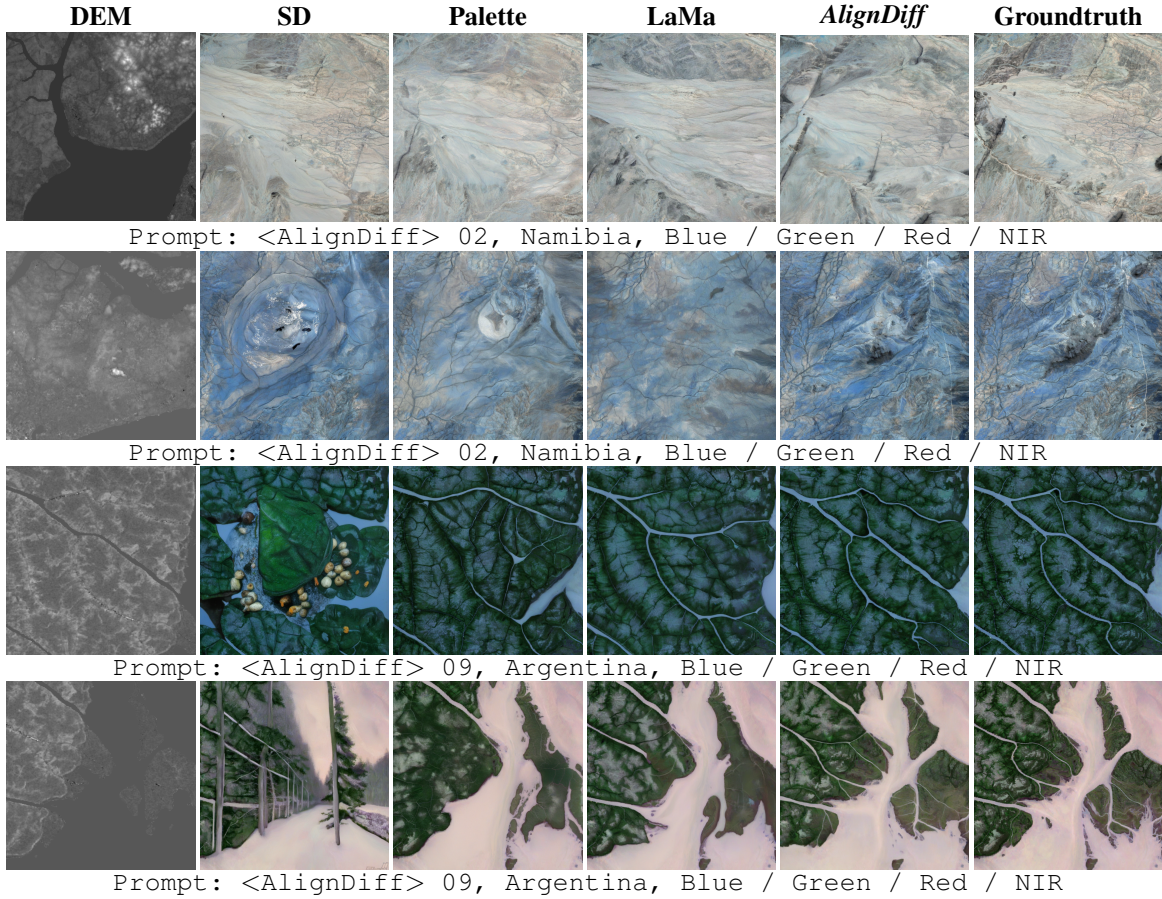 DEM SD Palette LaMa AlignDiff Groundtruth
Prompt: <AlignDiff> 02, Namibia, Blue / Green / Red / NIR
Prompt: <AlignDiff> 02, Namibia, Blue / Green / Red / NIR
Prompt: <AlignDiff> 09, Argentina, Blue / Green / Red / NIR
Prompt: <AlignDiff> 09, Argentina, Blue / Green / Red / NIR